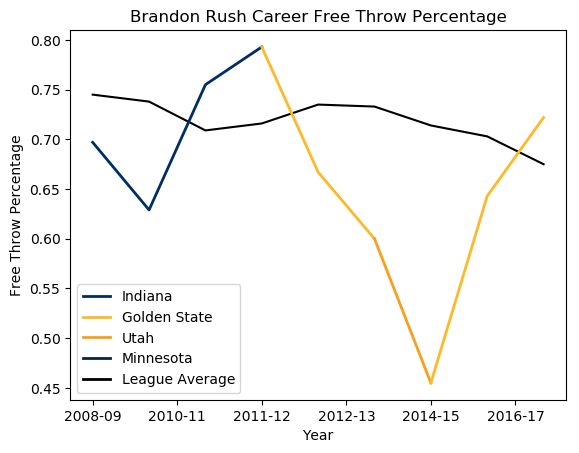 Brandon Rush Career Free Throw Percentage
Free Throw Percentage
0.80
0.75
0.70
0.65
0.60
0.55
0.50
0.45
Indiana
Golden State
Utah
Minnesota
League Average
2008-09 2010-11 2011-12 2012-13 2014-15 2016-17
Year